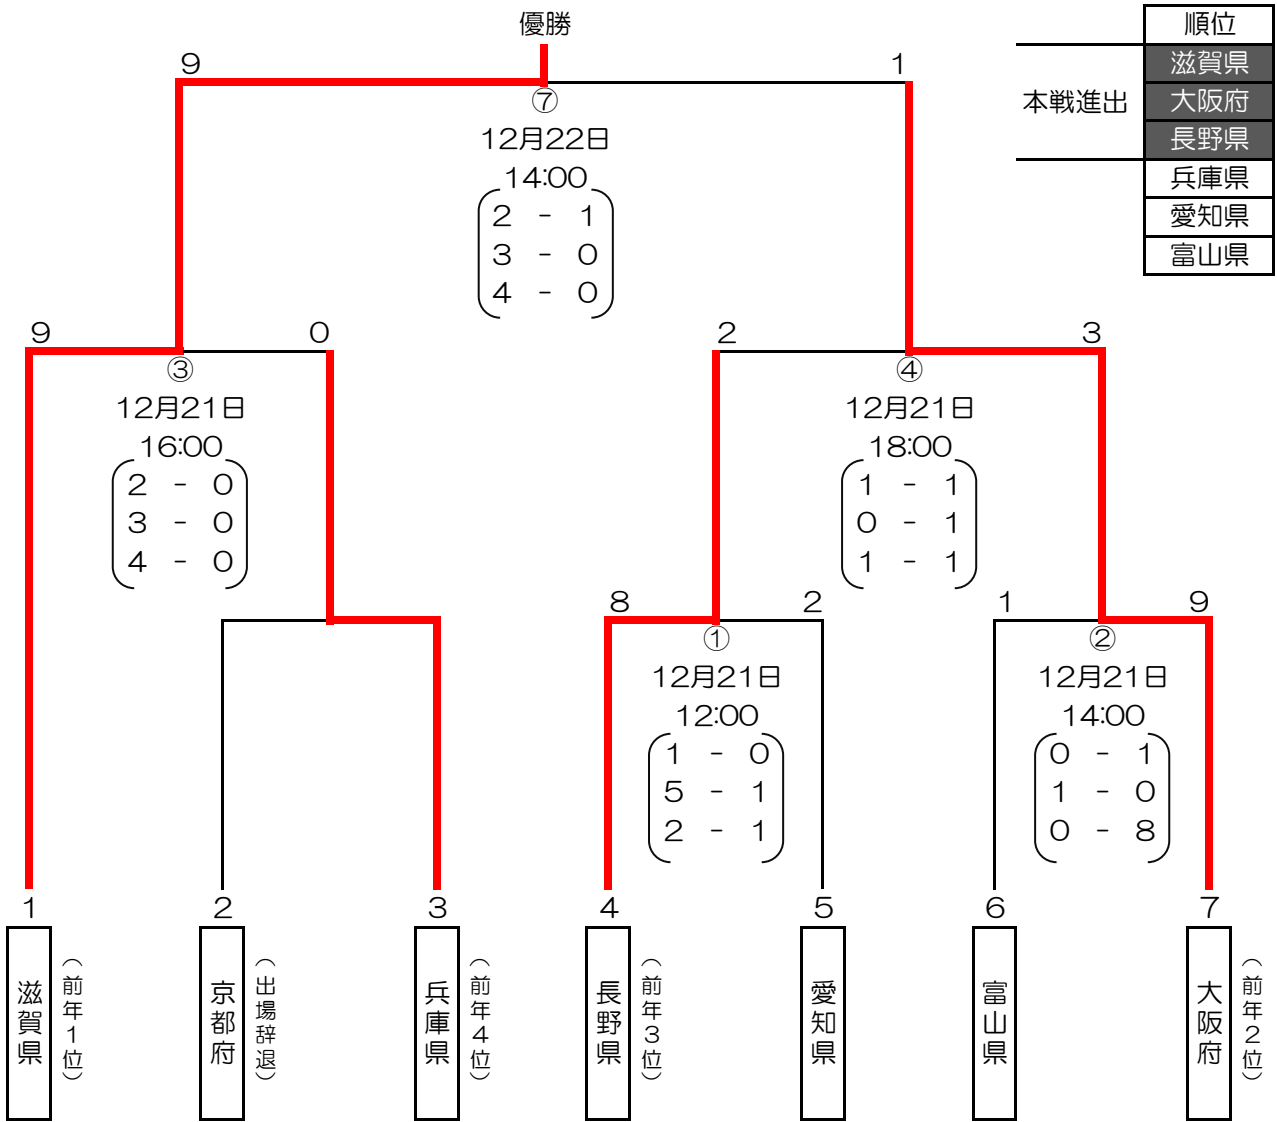 優勝
順位
滋賀県
大阪府
長野県
兵庫県
愛知県
富山県
本戦進出
9 1
⑦
12月22日
14:00
2 - 1
3 - 0
4 - 0
9 0
③
12月21日
16:00
2 - 0
3 - 0
4 - 0
2 3
④
12月21日
18:00
1 - 1
0 - 1
1 - 1
8 2
①
12月21日
12:00
1 - 0
5 - 1
2 - 1
1 9
②
12月21日
14:00
0 - 1
1 - 0
0 - 8
1
滋賀県
（前年1位）
2
京都府
（出場辞退）
3
兵庫県
（前年4位）
4
長野県
（前年3位）
5
愛知県
6
富山県
7
大阪府
（前年2位）